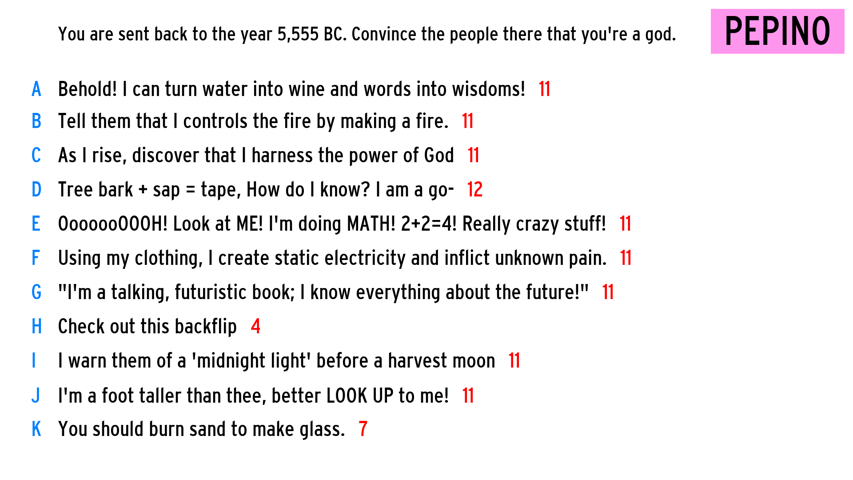 You are sent back to the year 5,555 BC. Convince the people there that you're a god.
PEPINO
A Behold! I can turn water into wine and words into wisdoms! 11
B Tell them that I controls the fire by making a fire. 11
C As I rise, discover that I harness the power of God 11
D Tree bark + sap = tape, How do I know? I am a go- 12
E OoooooOOOH! Look at ME! I'm doing MATH! 2+2=4! Really crazy stuff! 11
F Using my clothing, I create static electricity and inflict unknown pain. 11
G "I'm a talking, futuristic book; I know everything about the future!" 11
H Check out this backflip 4
I I warn them of a 'midnight light' before a harvest moon 11
J I'm a foot taller than thee, better LOOK UP to me! 11
K You should burn sand to make glass. 7